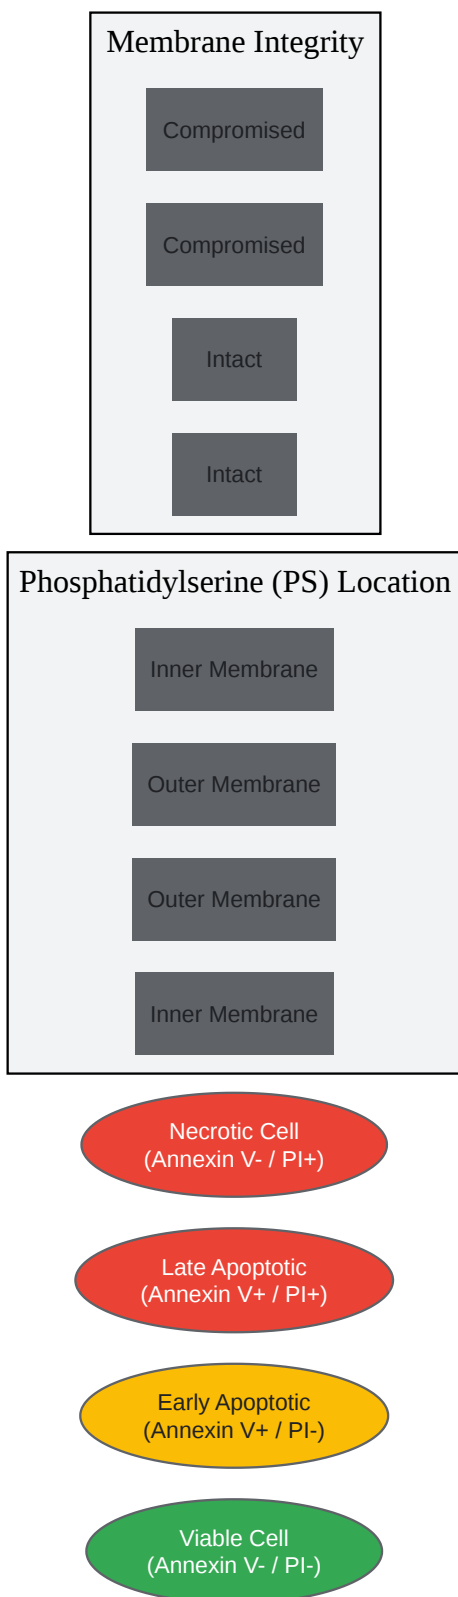 Membrane Integrity
Compromised
Compromised
Intact
Intact
Phosphatidylserine (PS) Location
Inner Membrane
Outer Membrane
Outer Membrane
Inner Membrane
Necrotic Cell
(Annexin V- / PI+)
Late Apoptotic
(Annexin V+ / PI+)
Early Apoptotic
(Annexin V+ / PI-)
Viable Cell
(Annexin V- / PI-)